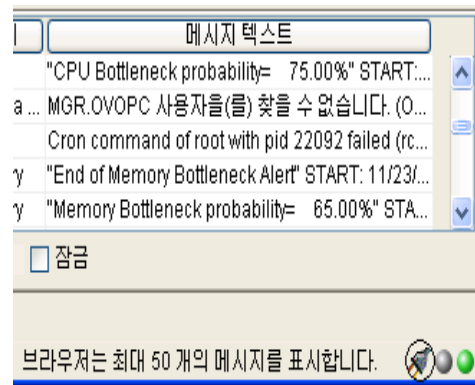 메시지 텍스트
"CPU Bottleneck probability= 75.00%" START:...
a ... MGR.OVOPC 사용자을(를) 찾을 수 없습니다. (O...
Cron command of root with pid 22092 failed (rc...
ry "End of Memory Bottleneck Alert" START: 11/23/...
ry "Memory Bottleneck probability= 65.00%" STA...
잠금
브라우저는 최대 50 개의 메시지를 표시합니다.